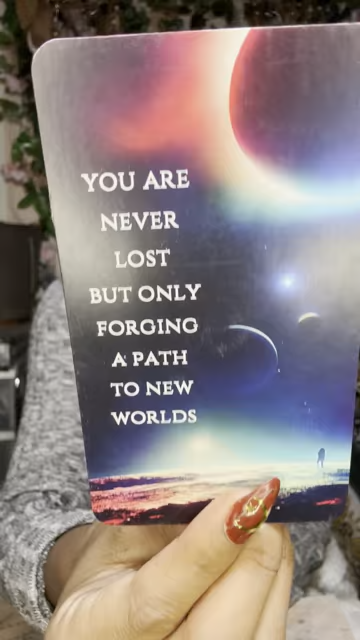 YOU ARE
NEVER
LOST
BUT ONLY
FORGING
A PATH
TO NEW
WORLDS